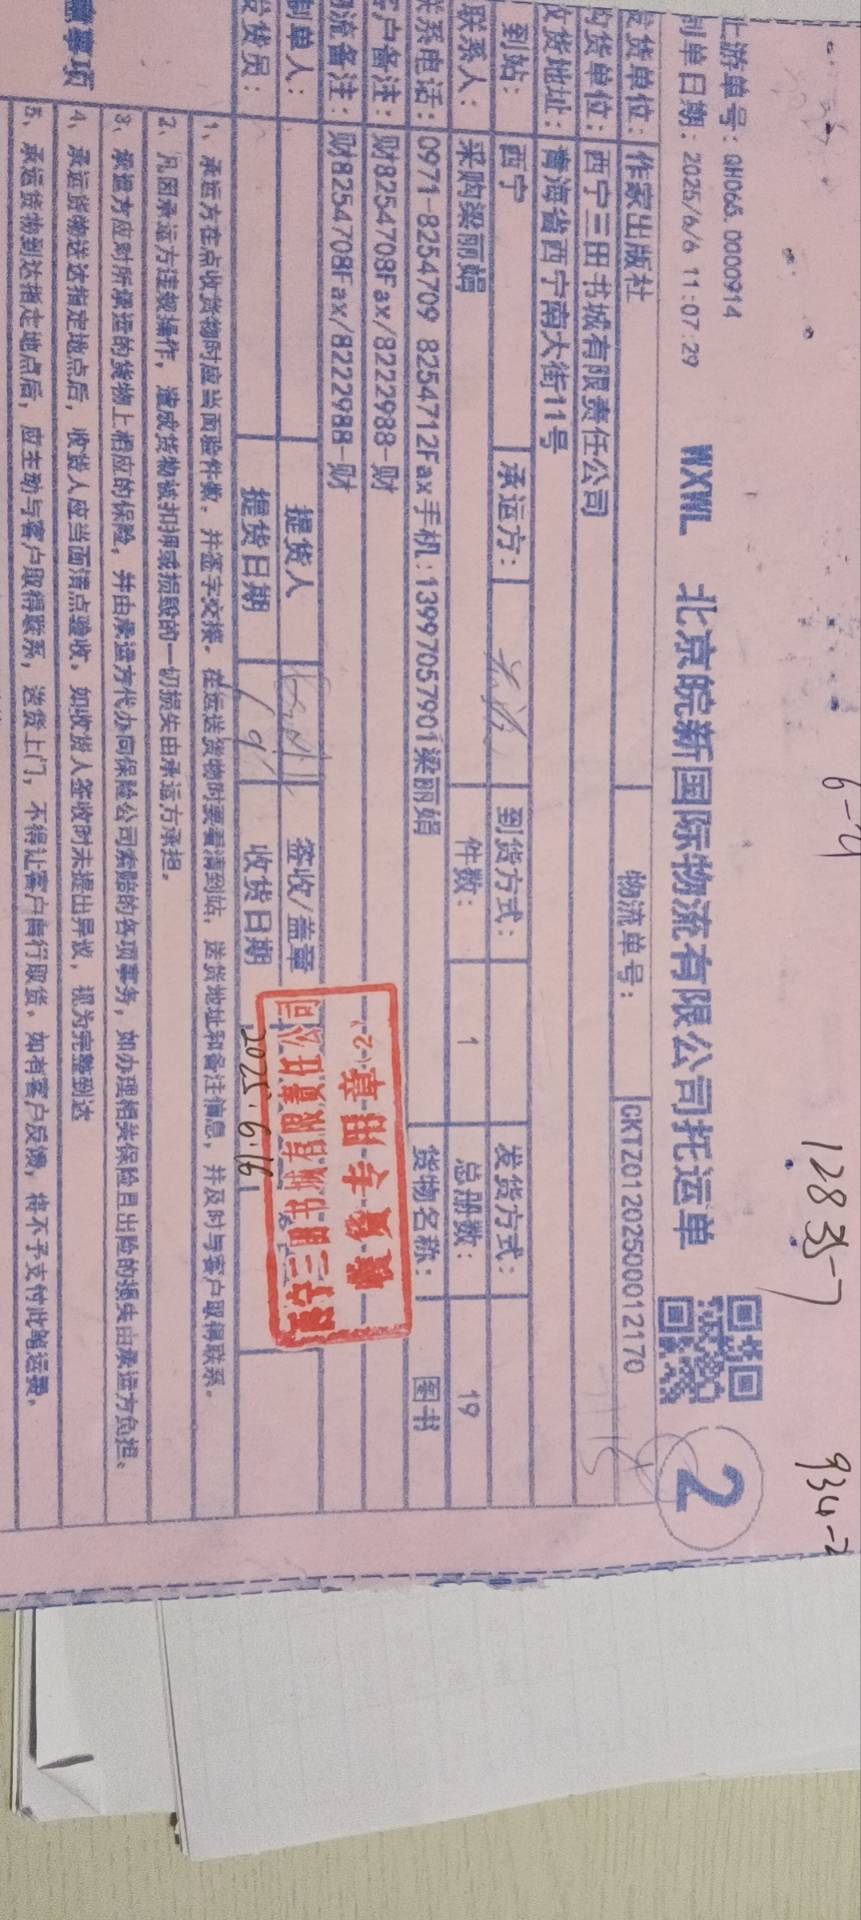 6-4 12835-7 934-2
上游单号：QH065.0000914
制单日期：2025/6/6 11:07:29 WXWL 北京皖新国际物流有限公司托运单 2
发货单位： 作家出版社 物流单号： CKTZ01202500012170
购货单位： 西宁三田书城有限责任公司
收货地址： 青海省西宁南大街11号
到站： 西宁 承运方： 到货方式： 发货方式：
联系人： 采购梁丽娟 件数： 1 总册数： 19
联系电话： 0971-8254709 8254712Fax手机:13997057901梁丽娟 货物名称： 图书
客户备注： 财8254708Fax/8222988-财
物流备注： 财8254708Fax/8222988-财
制单人： 提货人 签收/盖章
发货员： 提货日期 收货日期 2025.6.16
西宁三田书城有限责任公司
收货专用章
1、承运方在点收货物时应当面验件数，并签字交接。在运送货物时要看清到站，送货地址和备注信息，并及时与客户取得联系。
2、凡因承运方违规操作，造成货物被扣押或损毁的一切损失由承运方承担。
3、承运方应对所承运的货物上相应的保险，并由承运方代办向保险公司索赔的各项事务，如办理相关保险且出险的损失由承运方负担。
注意事项 4、承运货物送达指定地点后，收货人应当面清点验收，如收货人签收时未提出异议，视为完整到达
5、承运货物到达指定地点后，应主动与客户取得联系，送货上门，不得让客户自行取货，如有客户反馈，将不予支付此笔运费。